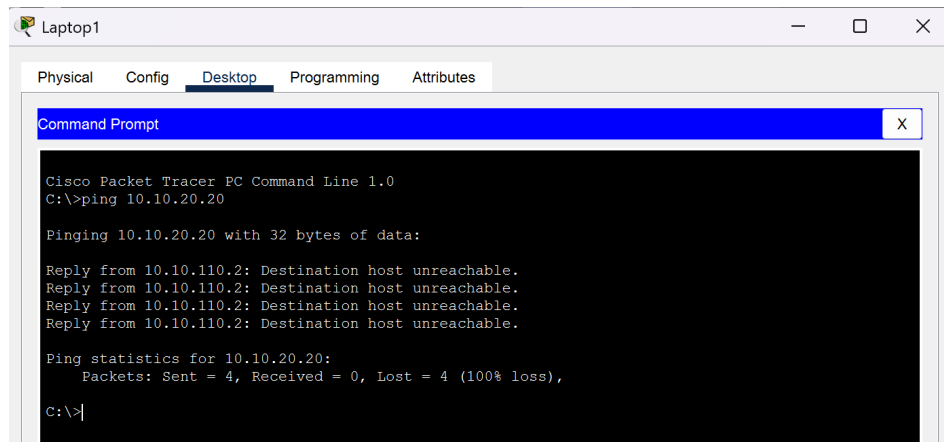 Laptop1
Physical Config Desktop Programming Attributes
Command Prompt X
Cisco Packet Tracer PC Command Line 1.0
C:\>ping 10.10.20.20
Pinging 10.10.20.20 with 32 bytes of data:
Reply from 10.10.110.2: Destination host unreachable.
Reply from 10.10.110.2: Destination host unreachable.
Reply from 10.10.110.2: Destination host unreachable.
Reply from 10.10.110.2: Destination host unreachable.
Ping statistics for 10.10.20.20:
Packets: Sent = 4, Received = 0, Lost = 4 (100% loss),
C:\>